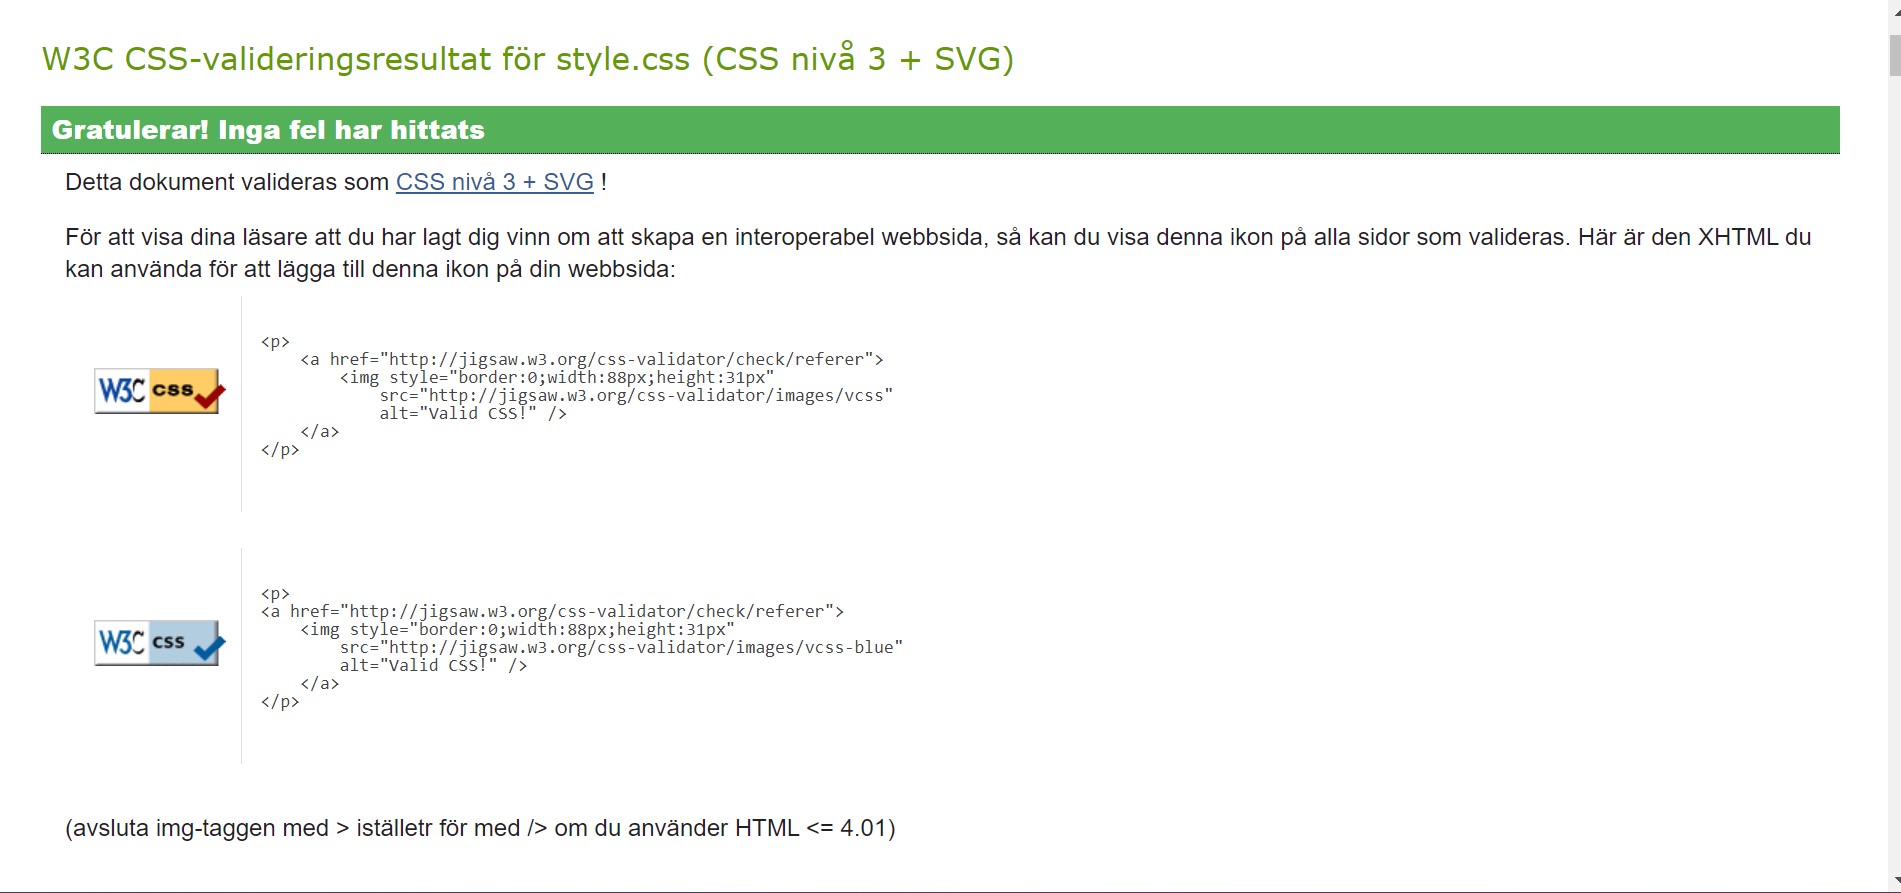 W3C CSS-valideringsresultat för style.css (CSS nivå 3 + SVG)
Gratulerar! Inga fel har hittats
Detta dokument valideras som CSS nivå 3 + SVG !
För att visa dina läsare att du har lagt dig vinn om att skapa en interoperabel webbsida, så kan du visa denna ikon på alla sidor som valideras. Här är den XHTML du
kan använda för att lägga till denna ikon på din webbsida:
<p>
<a href="http://jigsaw.w3.org/css-validator/check/referer">
<img style="border:0;width:88px;height:31px"
W3C css
src="http://jigsaw.w3.org/css-validator/images/vcss"
alt="Valid CSS!" />
</a>
</p>
<p>
<a href="http://jigsaw.w3.org/css-validator/check/referer">
<img style="border:0;width:88px;height:31px"
W3C css
src="http://jigsaw.w3.org/css-validator/images/vcss-blue"
alt="Valid CSS!" />
</a>
</p>
(avsluta img-taggen med > iställetr för med /> om du använder HTML <= 4.01)